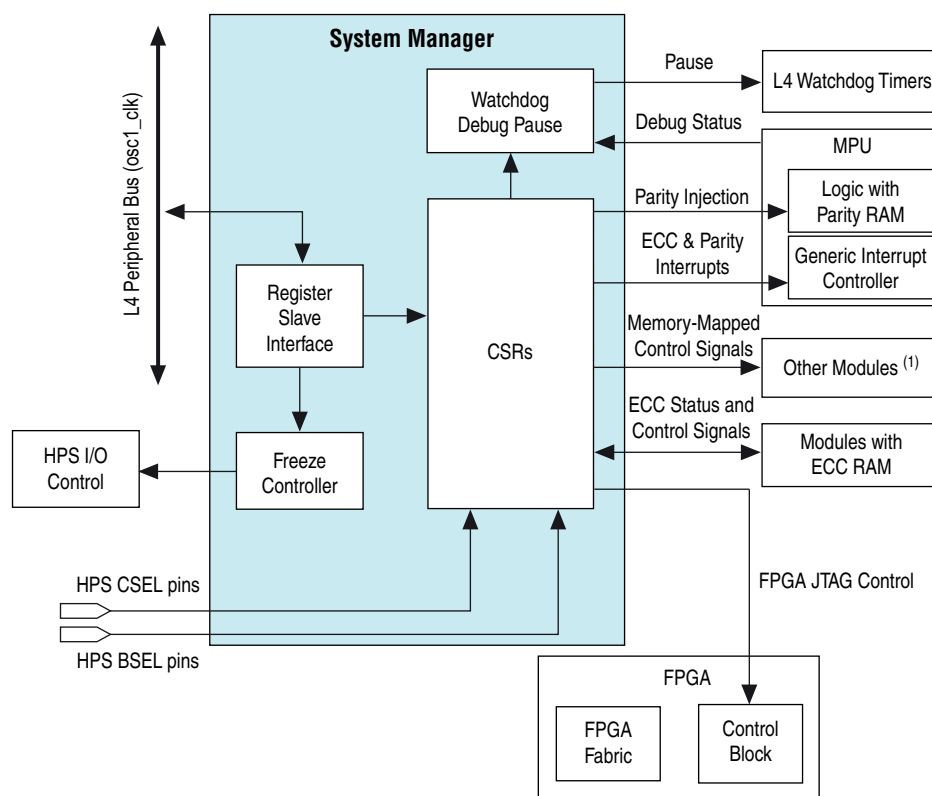 System Manager
L4 Peripheral Bus (osc1_clk)
Watchdog
Debug Pause
Pause
L4 Watchdog Timers
Debug Status
MPU
Parity Injection
Logic with
Parity RAM
ECC & Parity
Interrupts
Generic Interrupt
Controller
Register
Slave
Interface
CSRs
Memory-Mapped
Control Signals
Other Modules (1)
ECC Status and
Control Signals
Modules with
ECC RAM
HPS I/O
Control
Freeze
Controller
HPS CSEL pins
HPS BSEL pins
FPGA JTAG Control
FPGA
FPGA
Fabric
Control
Block